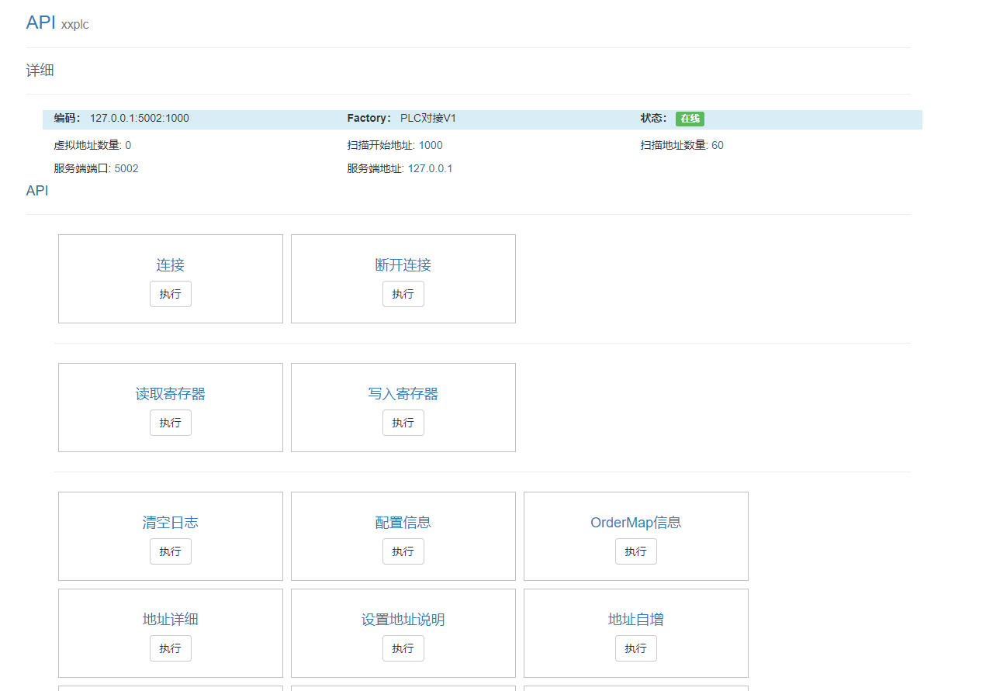 API xxplc
详细
编码： 127.0.0.1:5002:1000 Factory： PLC对接V1 状态： 在线
虚拟地址数量: 0 扫描开始地址: 1000 扫描地址数量: 60
服务端端口: 5002 服务端地址: 127.0.0.1
API
连接 断开连接
执行 执行
读取寄存器 写入寄存器
执行 执行
清空日志 配置信息 OrderMap信息
执行 执行 执行
地址详细 设置地址说明 地址自增
执行 执行 执行